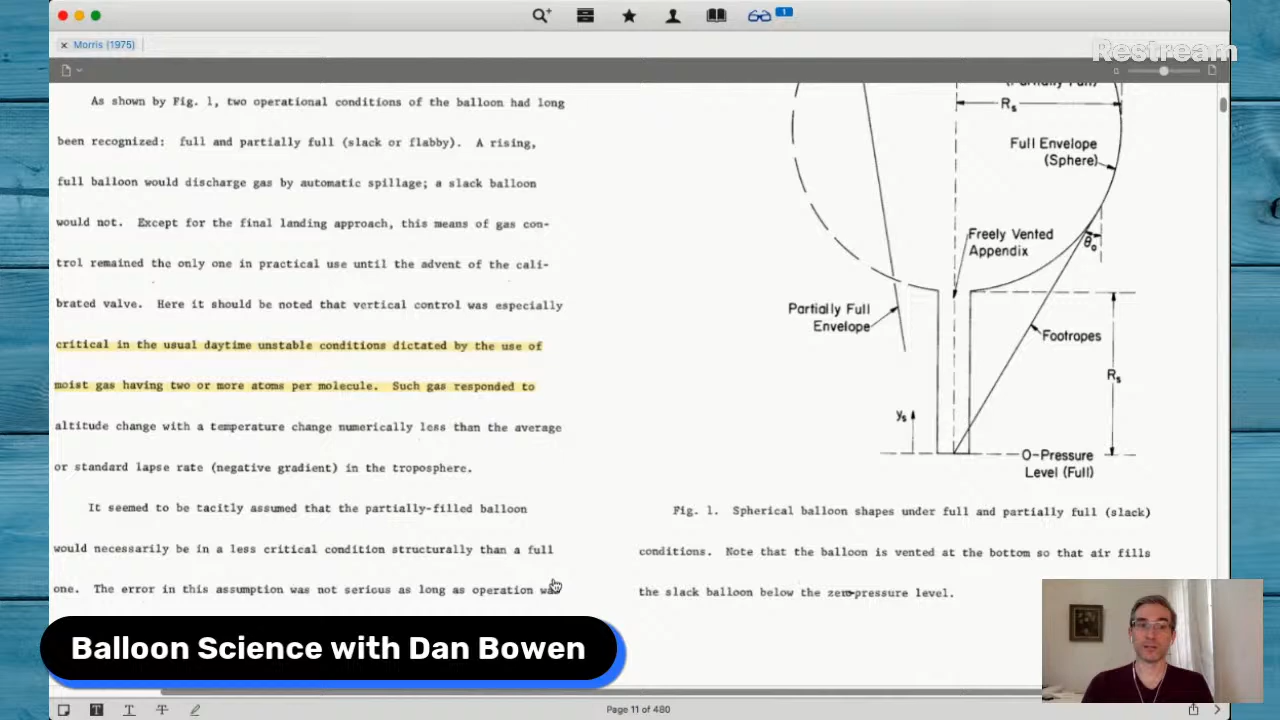 1
Morris (1975)
Restream
As shown by Fig. 1, two operational conditions of the balloon had long
been recognized: full and partially full (slack or flabby). A rising,
full balloon would discharge gas by automatic spillage; a slack balloon
would not. Except for the final landing approach, this means of gas con-
trol remained the only one in practical use until the advent of the cali-
brated valve. Here it should be noted that vertical control was especially
critical in the usual daytime unstable conditions dictated by the use of
moist gas having two or more atoms per molecule. Such gas responded to
altitude change with a temperature change numerically less than the average
or standard lapse rate (negative gradient) in the troposphere.
It seemed to be tacitly assumed that the partially-filled balloon
would necessarily be in a less critical condition structurally than a full
one. The error in this assumption was not serious as long as operation was
(Partially Full)
Rs
Full Envelope
(Sphere)
Freely Vented
Appendix
θo
Partially Full
Envelope
Footropes
Rs
ys
O-Pressure
Level (Full)
Fig. 1. Spherical balloon shapes under full and partially full (slack)
conditions. Note that the balloon is vented at the bottom so that air fills
the slack balloon below the zero-pressure level.
Balloon Science with Dan Bowen
Page 11 of 480